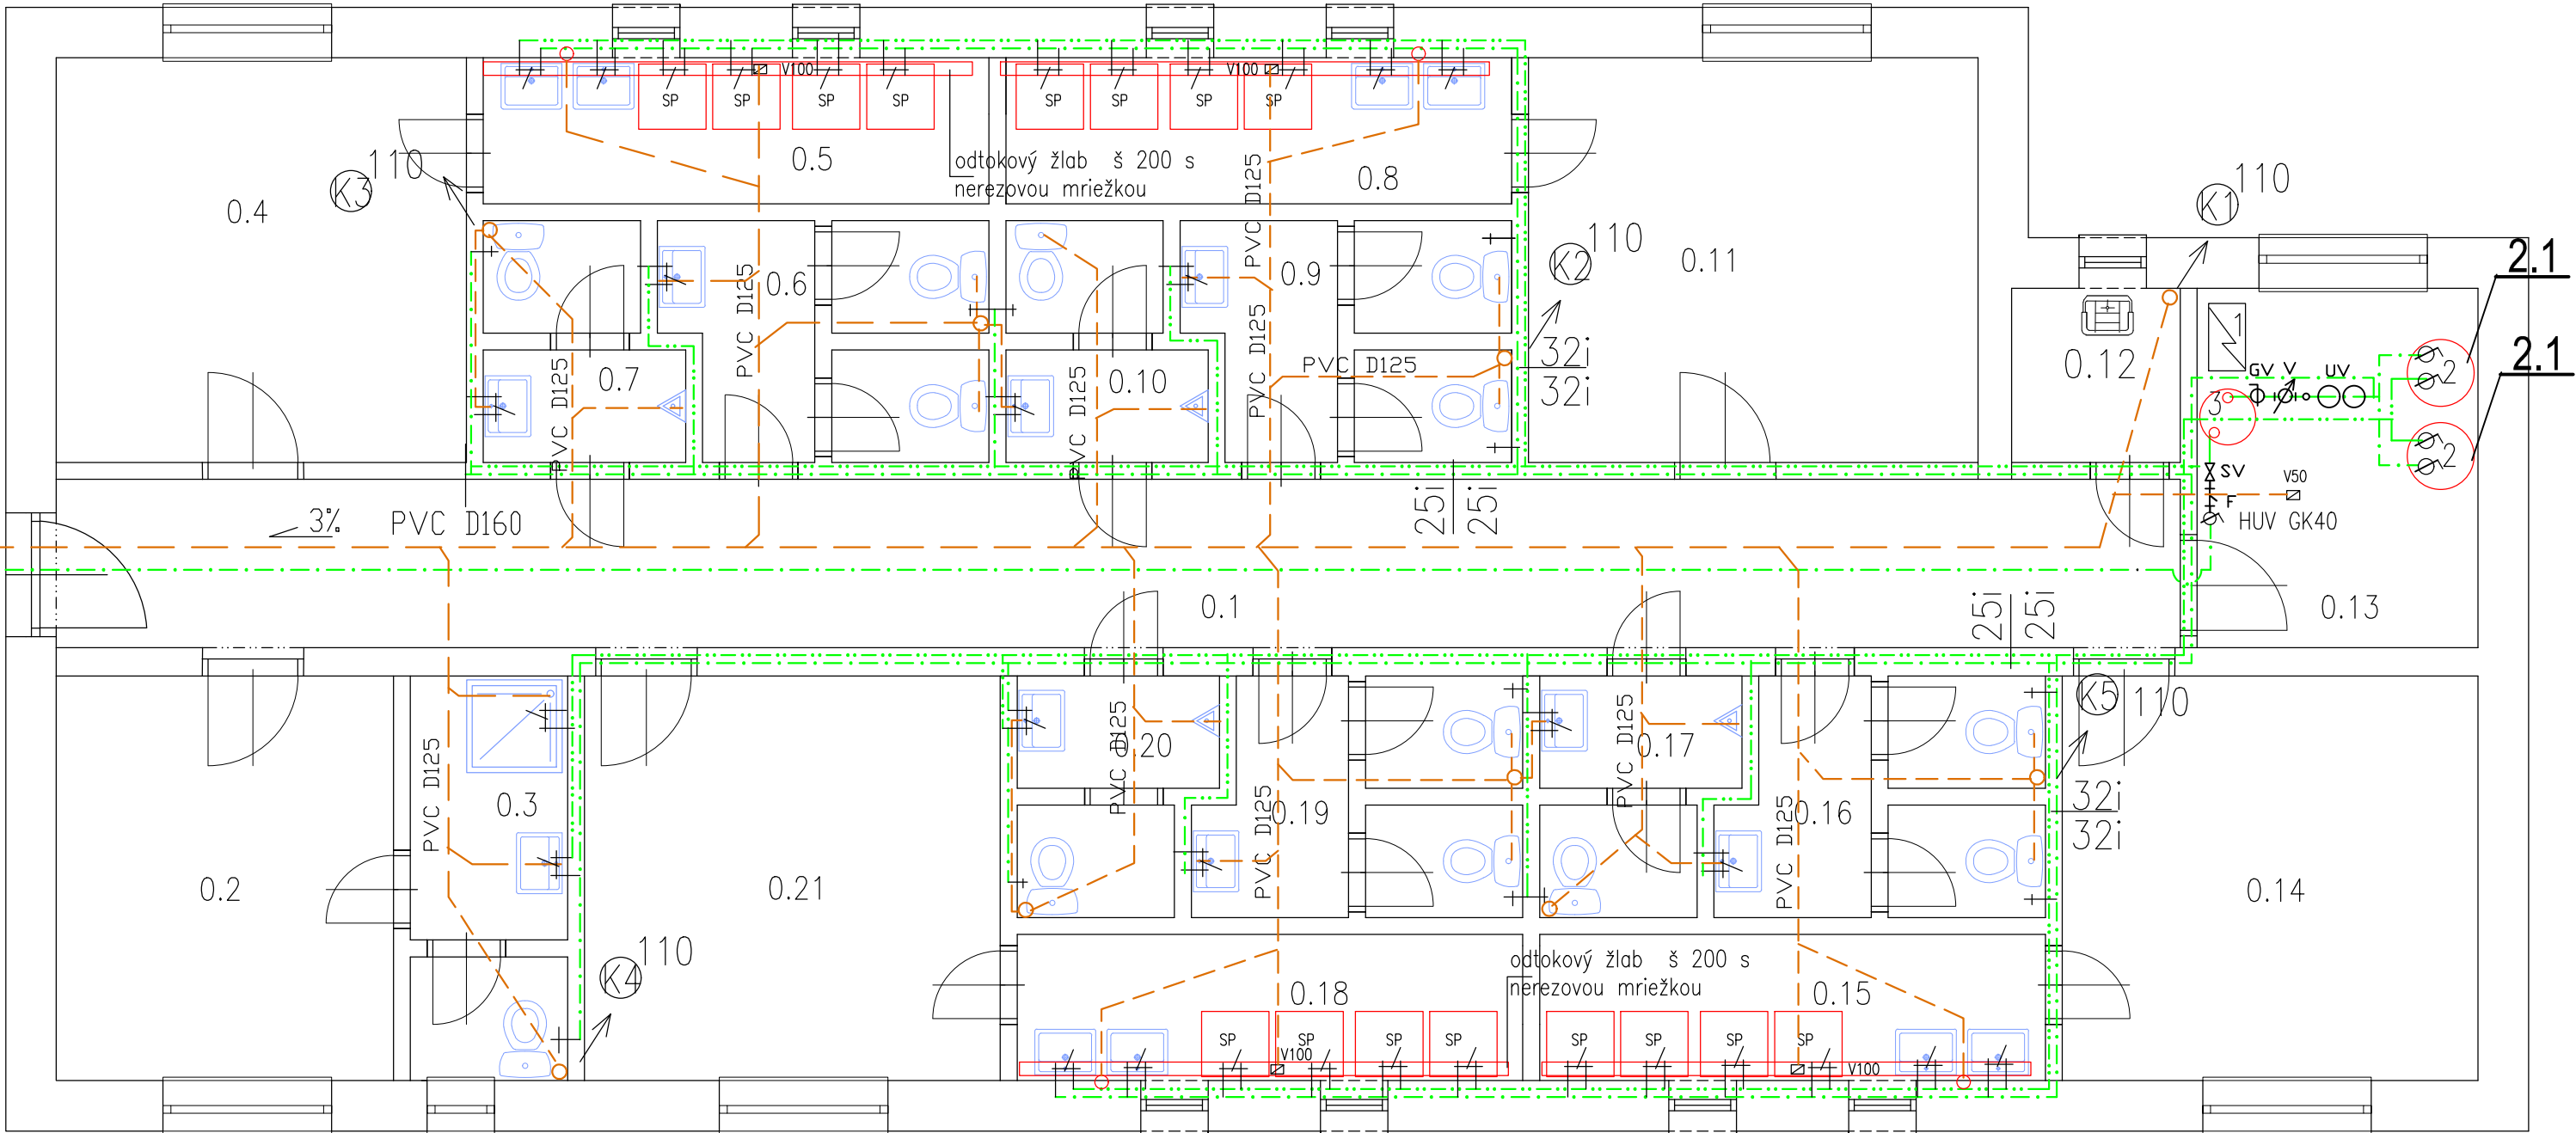 V100
V100
SP
SP
SP
SP
SP
SP
SP
SP
odtokový žlab š 200 s
nerezovou mriežkou
0.5
0.8
K3
110
0.4
K1
110
K2
110
0.11
PVC D125
PVC D125
0.6
0.9
2.1
2.1
1
0.12
GV
V
UV
2
2
3
0.7
0.10
PVC D125
PVC D125
PVC D125
PVC D125
32i
32i
SV
F
V50
HUV GK40
25i
25i
3%
PVC D160
0.1
25i
25i
0.13
K5
110
PVC D125
0.3
PVC D125
0.20
PVC D125
0.19
PVC D125
0.17
PVC D125
0.16
32i
32i
0.2
0.21
0.14
K4
110
odtokový žlab š 200 s
nerezovou mriežkou
0.18
0.15
SP
SP
SP
SP
SP
SP
SP
SP
V100
V100